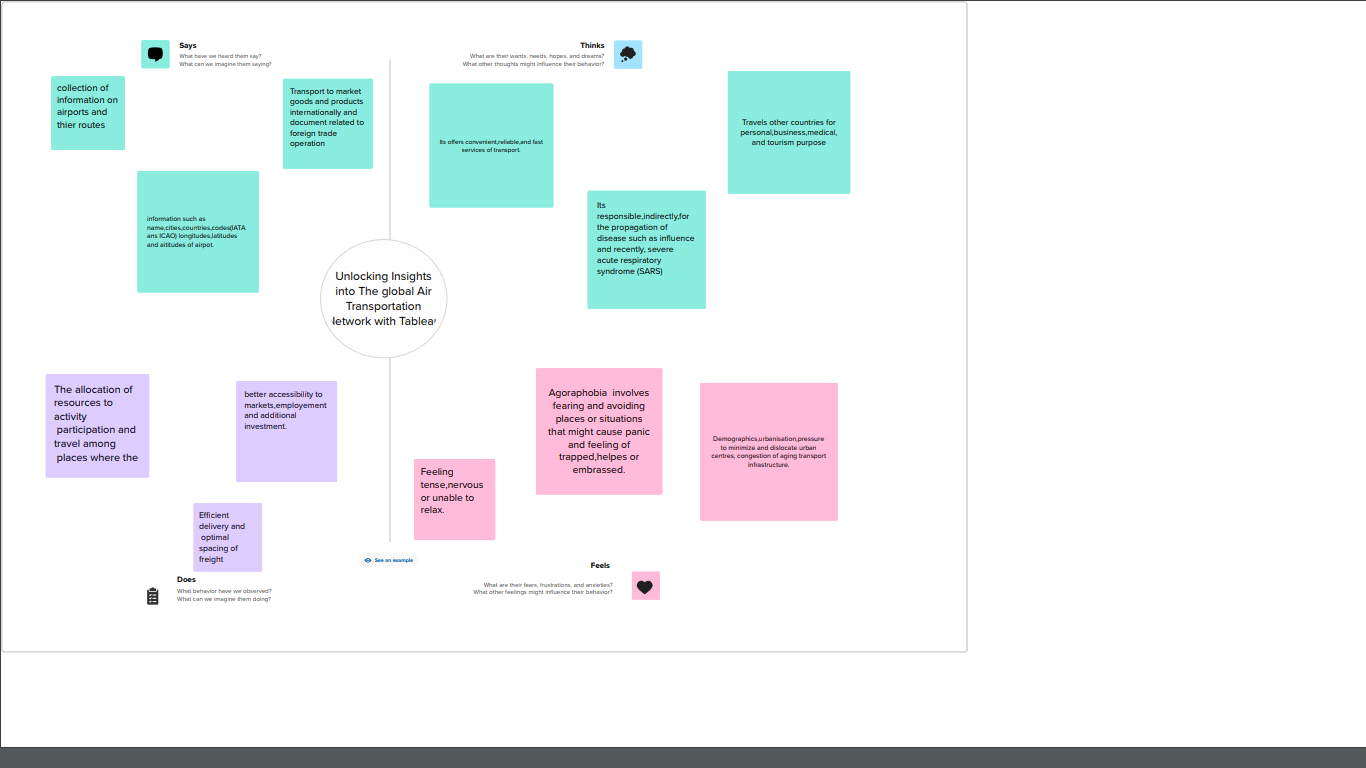 Says
What have we heard them say?
What can we imagine them saying?
collection of
information on
airports and
thier routes
Transport to market
goods and products
internationally and
document related to
foreign trade
operation
information such as
name,cities,countries,codes(IATA
ans ICAO) longitudes,latitudes
and altitudes of airpot.
Thinks
What are their wants, needs, hopes, and dreams?
What other thoughts might influence their behavior?
Its offers convenient,reliable,and fast
services of transport.
Travels other countries for
personal,business,medical,
and tourism purpose
Its
responsible,indirectly,for
the propagation of
disease such as influence
and recently, severe
acute respiratory
syndrome (SARS)
Unlocking Insights
into The global Air
Transportation
Network with Tableau
The allocation of
resources to
activity
participation and
travel among
places where the
better accessibility to
markets,employement
and additional
investment.
Efficient
delivery and
optimal
spacing of
freight
Does
What behavior have we observed?
What can we imagine them doing?
Agoraphobia involves
fearing and avoiding
places or situations
that might cause panic
and feeling of
trapped,helpes or
embrassed.
Demographics,urbanisation,pressure
to minimize and dislocate urban
centres, congestion of aging transport
infrastructure.
Feeling
tense,nervous
or unable to
relax.
See an example
Feels
What are their fears, frustrations, and anxieties?
What other feelings might influence their behavior?